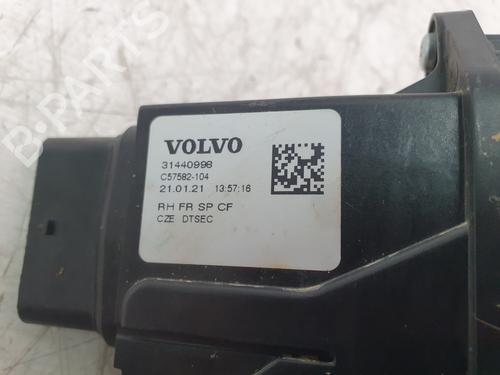 VOLVO
31440998
C57582-104
21.01.21 13:57:16
RH FR SP CF
CZE DTSEC
B-PARTS